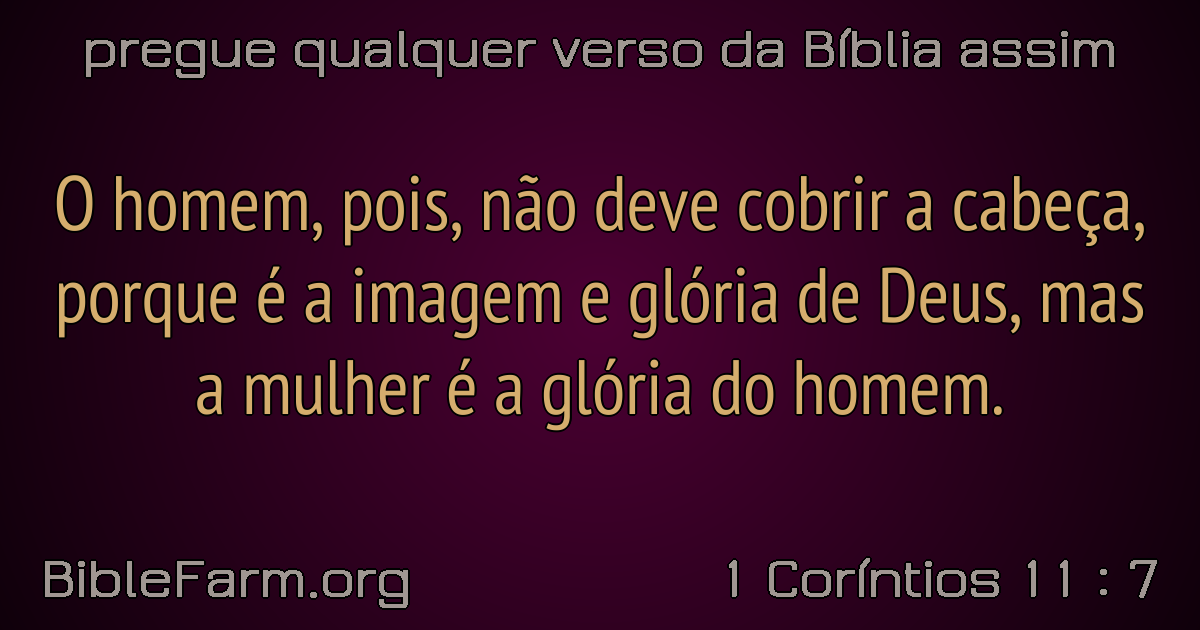 pregue qualquer verso da Bíblia assim
O homem, pois, não deve cobrir a cabeça,
porque é a imagem e glória de Deus, mas
a mulher é a glória do homem.
BibleFarm.org
1 Coríntios 11 : 7